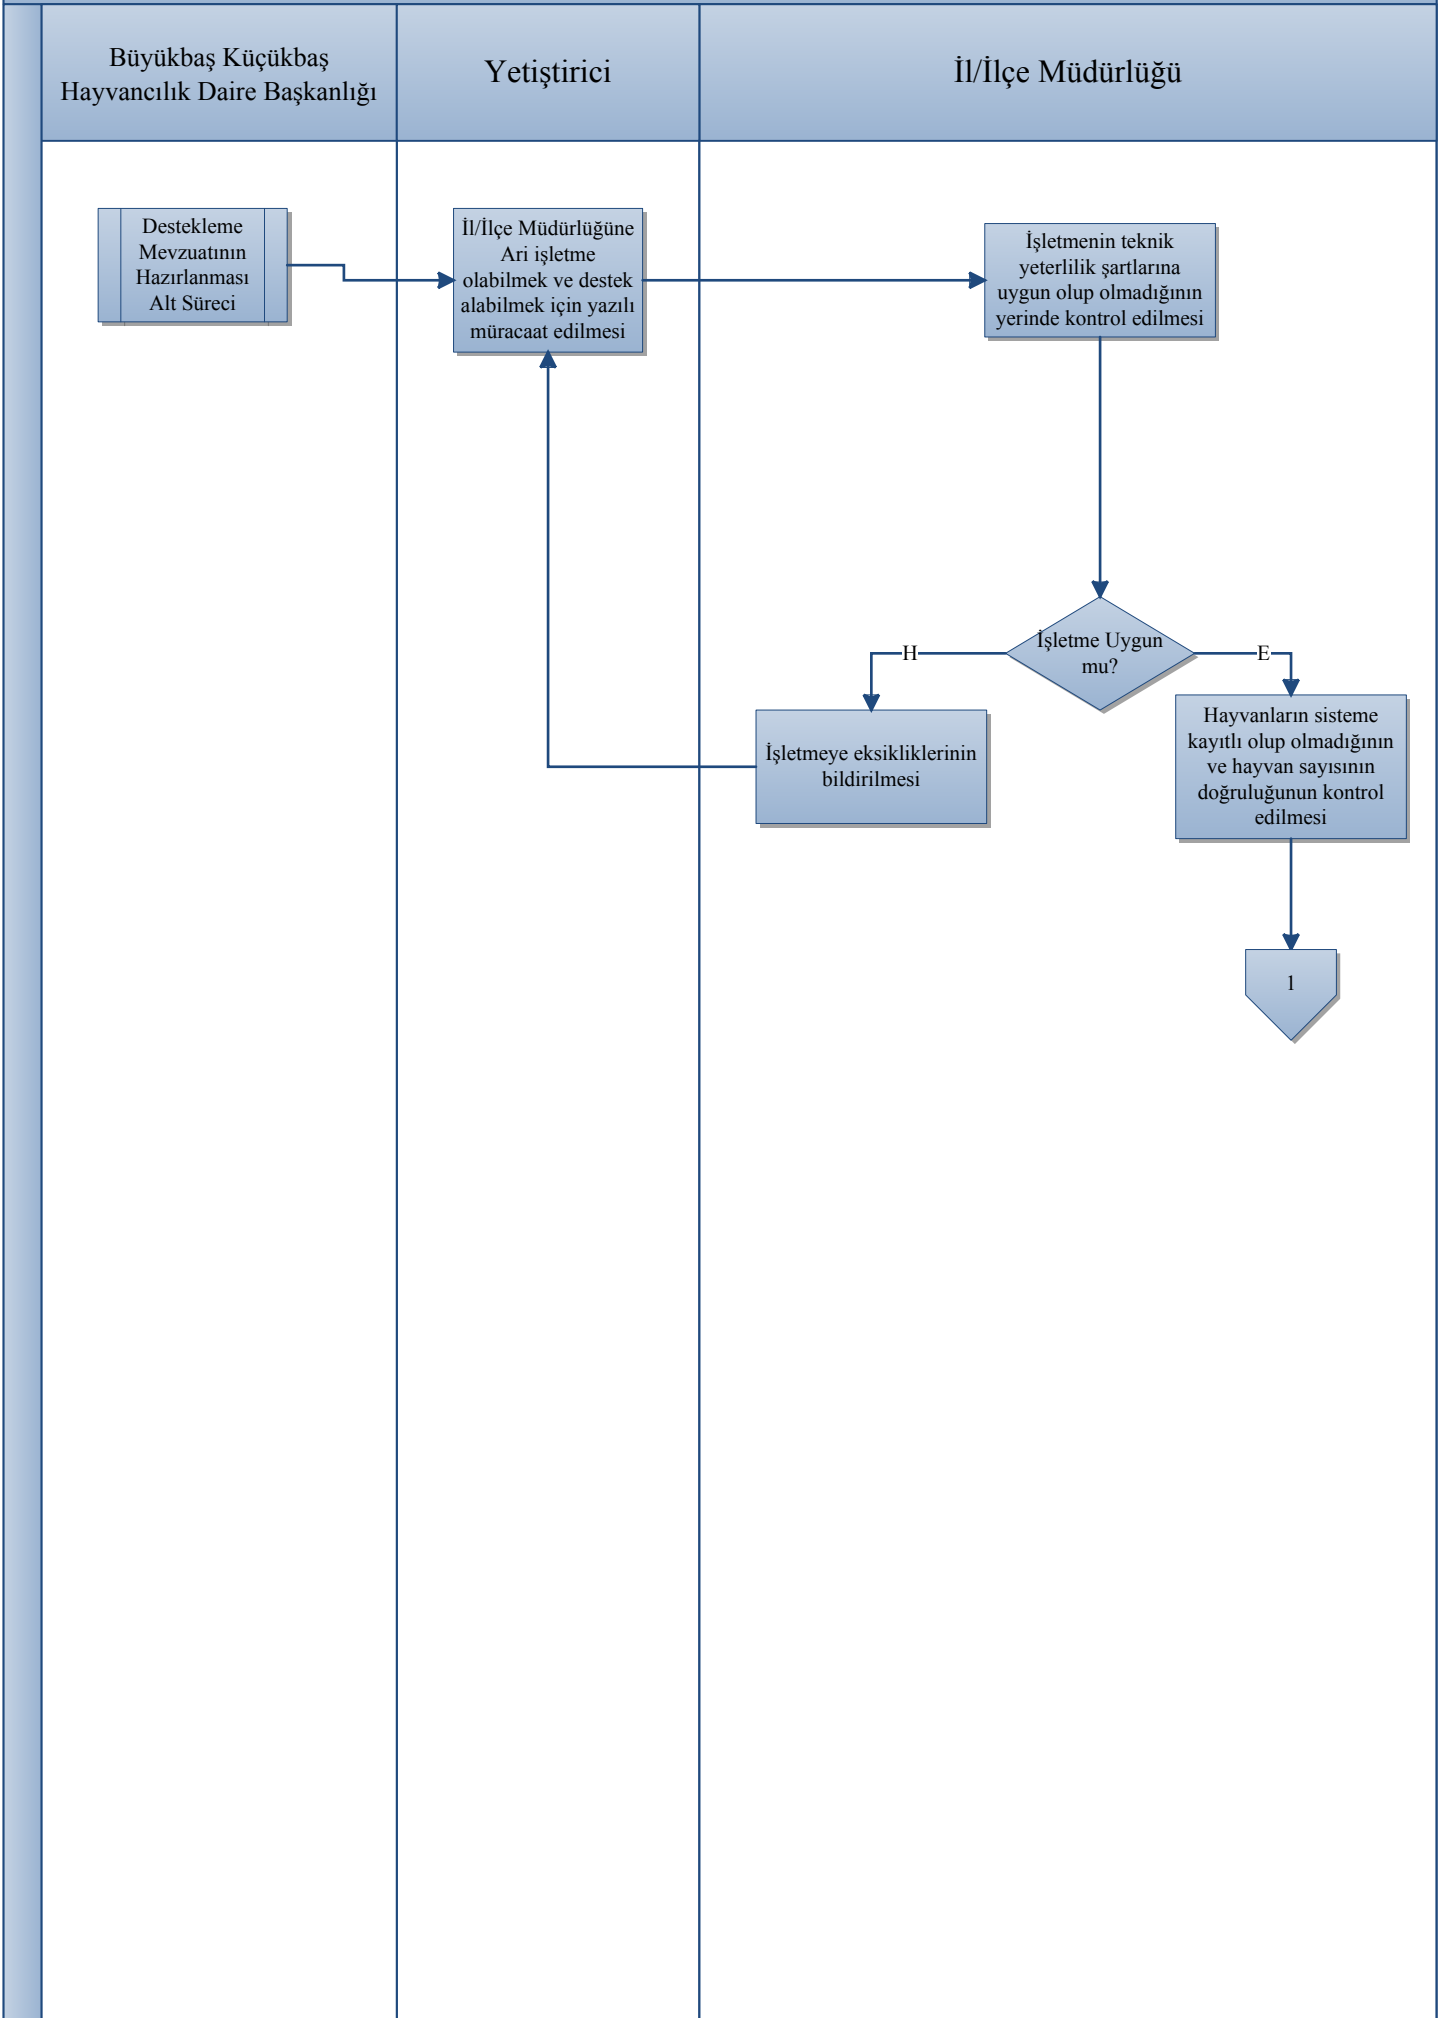 Büyükbaş Küçükbaş
Hayvancılık Daire Başkanlığı
Yetiştirici
İl/İlçe Müdürlüğü
Destekleme
Mevzuatının
Hazırlanması
Alt Süreci
İl/İlçe Müdürlüğüne
Ari işletme
olabilmek ve destek
alabilmek için yazılı
müracaat edilmesi
İşletmenin teknik
yeterlilik şartlarına
uygun olup olmadığının
yerinde kontrol edilmesi
İşletme Uygun
mu?
H
E
İşletmeye eksikliklerinin
bildirilmesi
Hayvanların sisteme
kayıtlı olup olmadığının
ve hayvan sayısının
doğruluğunun kontrol
edilmesi
1